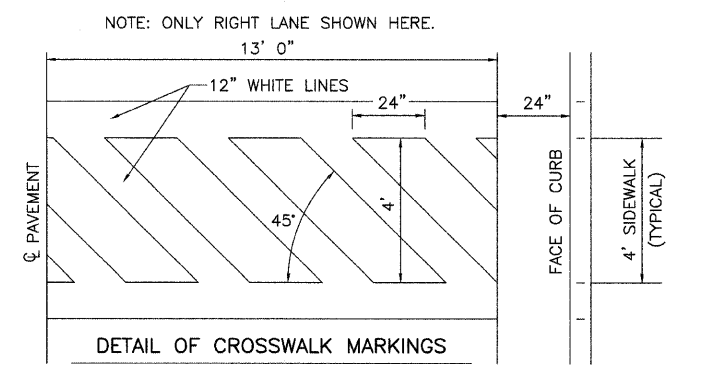 NOTE: ONLY RIGHT LANE SHOWN HERE.
13' 0"
12" WHITE LINES
24"
24"
℄ PAVEMENT
45°
4'
FACE OF CURB
4' SIDEWALK
(TYPICAL)
DETAIL OF CROSSWALK MARKINGS